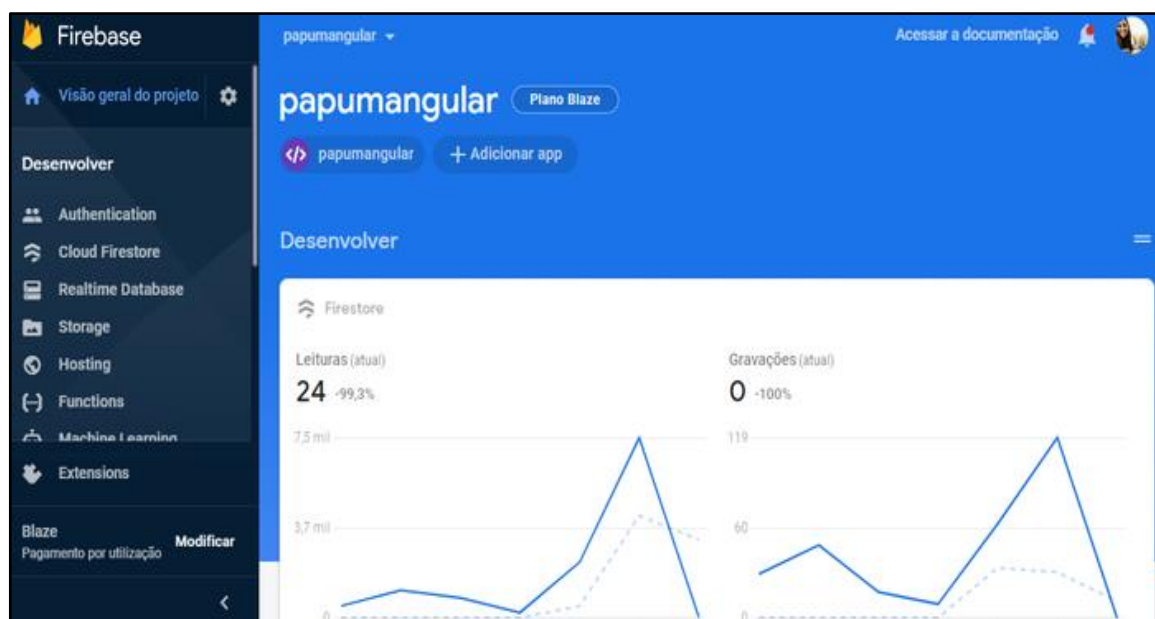 Firebase
papumangular
Acessar a documentação
Visão geral do projeto
papumangular
Plano Blaze
</> papumangular
+ Adicionar app
Desenvolver
Authentication
Cloud Firestore
Realtime Database
Storage
Hosting
Functions
Machine Learning
Extensions
Blaze
Pagamento por utilização
Modificar
<
Desenvolver
Firestore
Leituras (atual)
24 -99,3%
7,5 mil
3,7 mil
0
Gravações (atual)
0 -100%
119
60
0